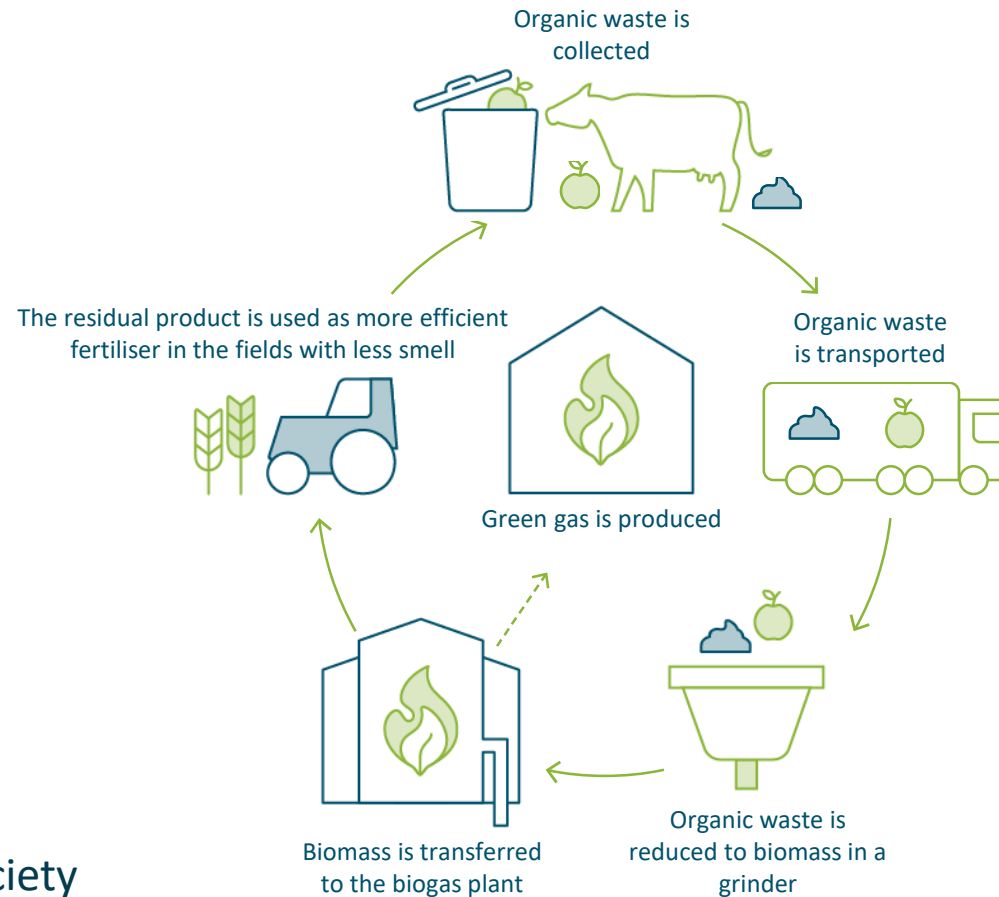 Organic waste is
collected
Organic waste
is transported
Organic waste is
reduced to biomass in a
grinder
Biomass is transferred
to the biogas plant
Green gas is produced
The residual product is used as more efficient
fertiliser in the fields with less smell